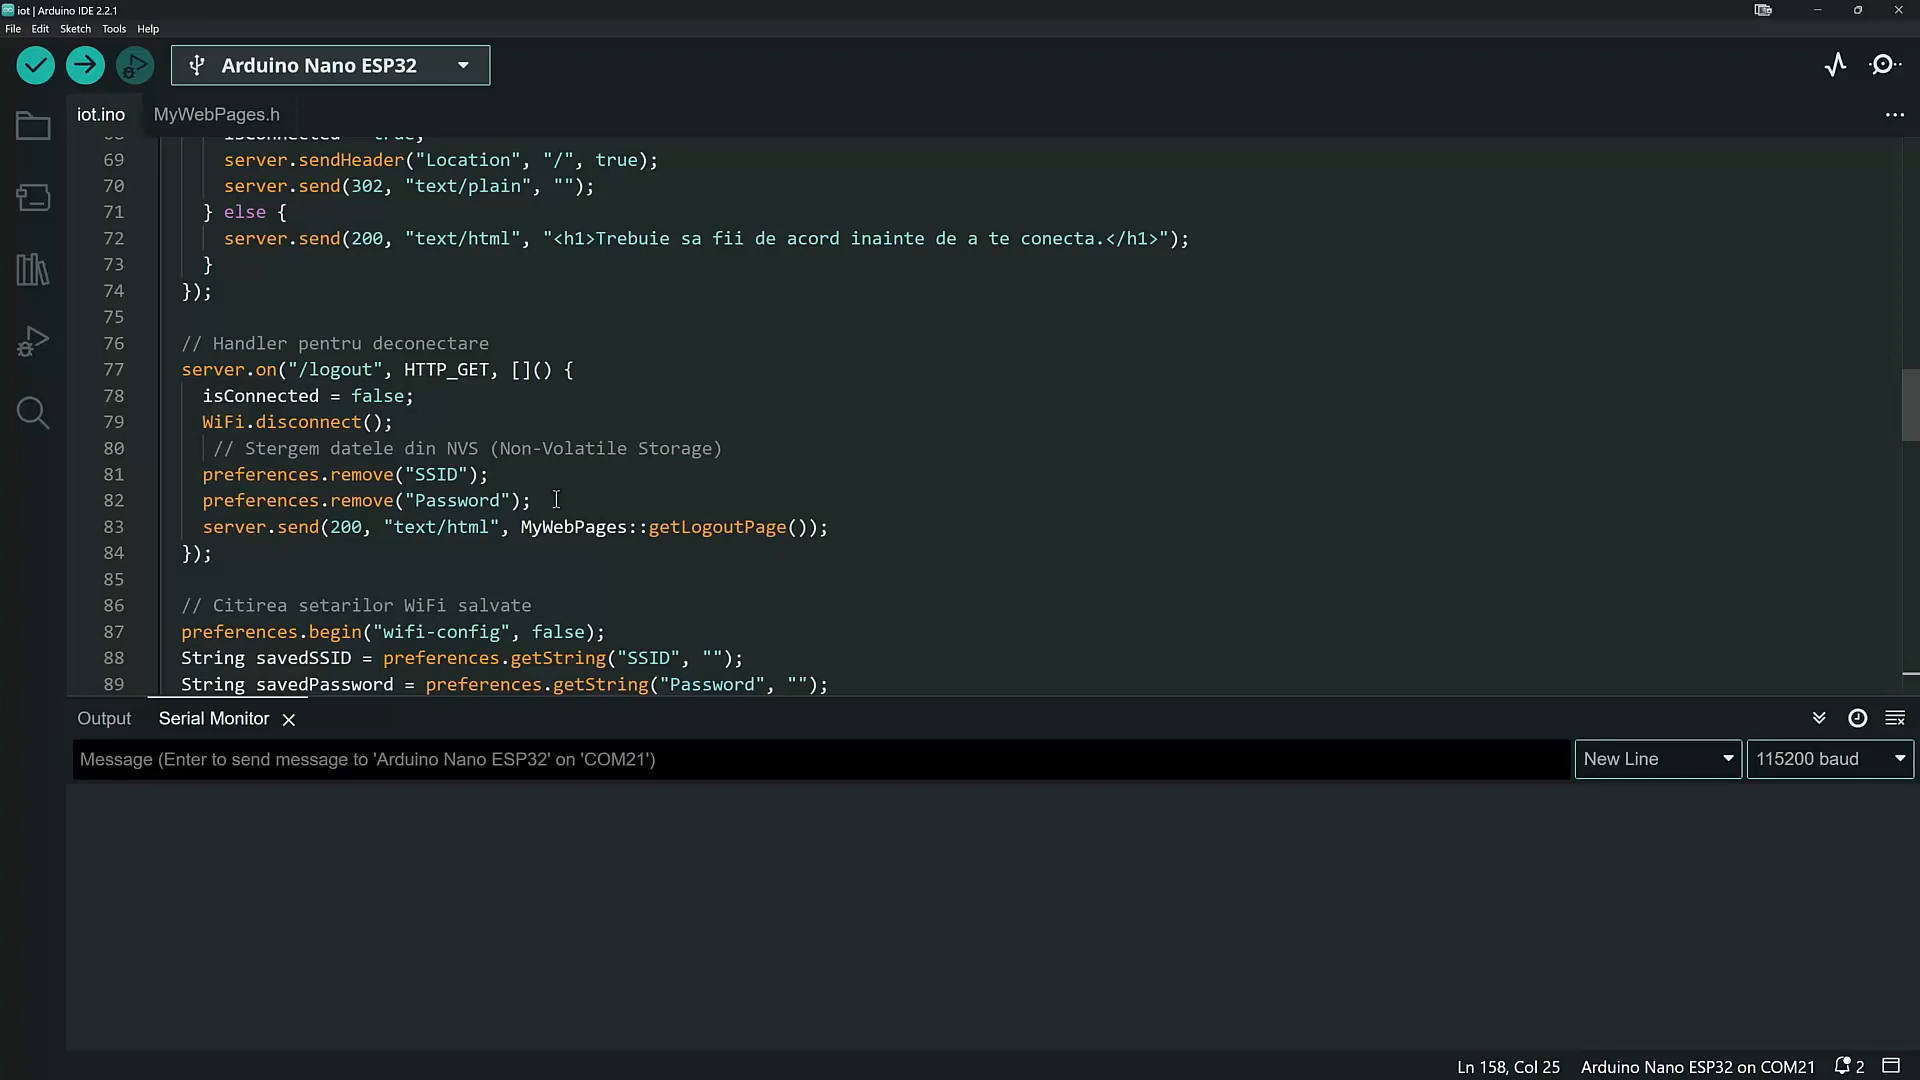 iot | Arduino IDE 2.2.1
File Edit Sketch Tools Help
Arduino Nano ESP32
iot.ino MyWebPages.h
68 isConnected = true;
69 server.sendHeader("Location", "/", true);
70 server.send(302, "text/plain", "");
71 } else {
72 server.send(200, "text/html", "<h1>Trebuie sa fii de acord inainte de a te conecta.</h1>");
73 }
74 });
75
76 // Handler pentru deconectare
77 server.on("/logout", HTTP_GET, []() {
78 isConnected = false;
79 WiFi.disconnect();
80 // Stergem datele din NVS (Non-Volatile Storage)
81 preferences.remove("SSID");
82 preferences.remove("Password");
83 server.send(200, "text/html", MyWebPages::getLogoutPage());
84 });
85
86 // Citirea setarilor WiFi salvate
87 preferences.begin("wifi-config", false);
88 String savedSSID = preferences.getString("SSID", "");
89 String savedPassword = preferences.getString("Password", "");
Output Serial Monitor
Message (Enter to send message to 'Arduino Nano ESP32' on 'COM21') New Line 115200 baud
Ln 158, Col 25 Arduino Nano ESP32 on COM21 2